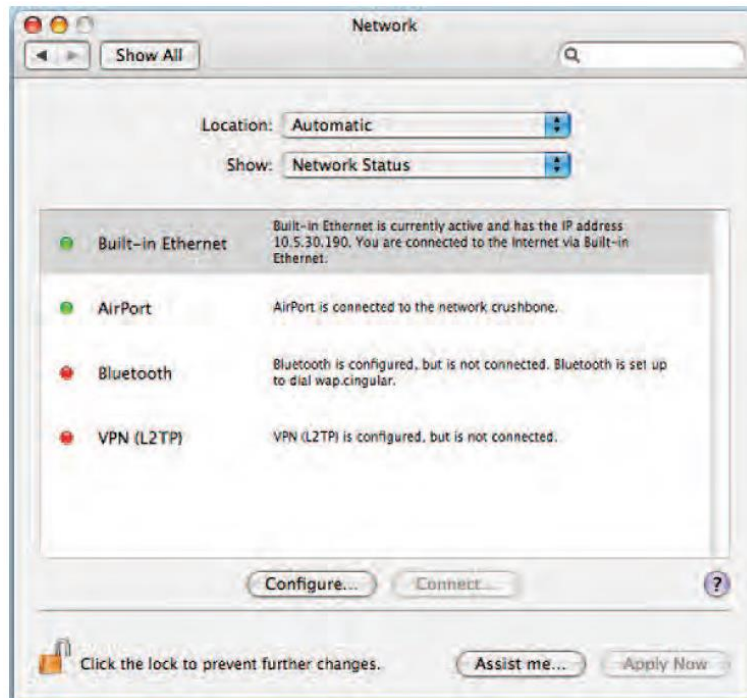 Network
Show All
Location: Automatic
Show: Network Status
Built-in Ethernet
Built-in Ethernet is currently active and has the IP address
10.5.30.190. You are connected to the Internet via Built-in
Ethernet.
AirPort
AirPort is connected to the network crushbone.
Bluetooth
Bluetooth is configured, but is not connected. Bluetooth is set up
to dial wap.cingular.
VPN (L2TP)
VPN (L2TP) is configured, but is not connected.
Configure... Connect... ?
Click the lock to prevent further changes. Assist me... Apply Now